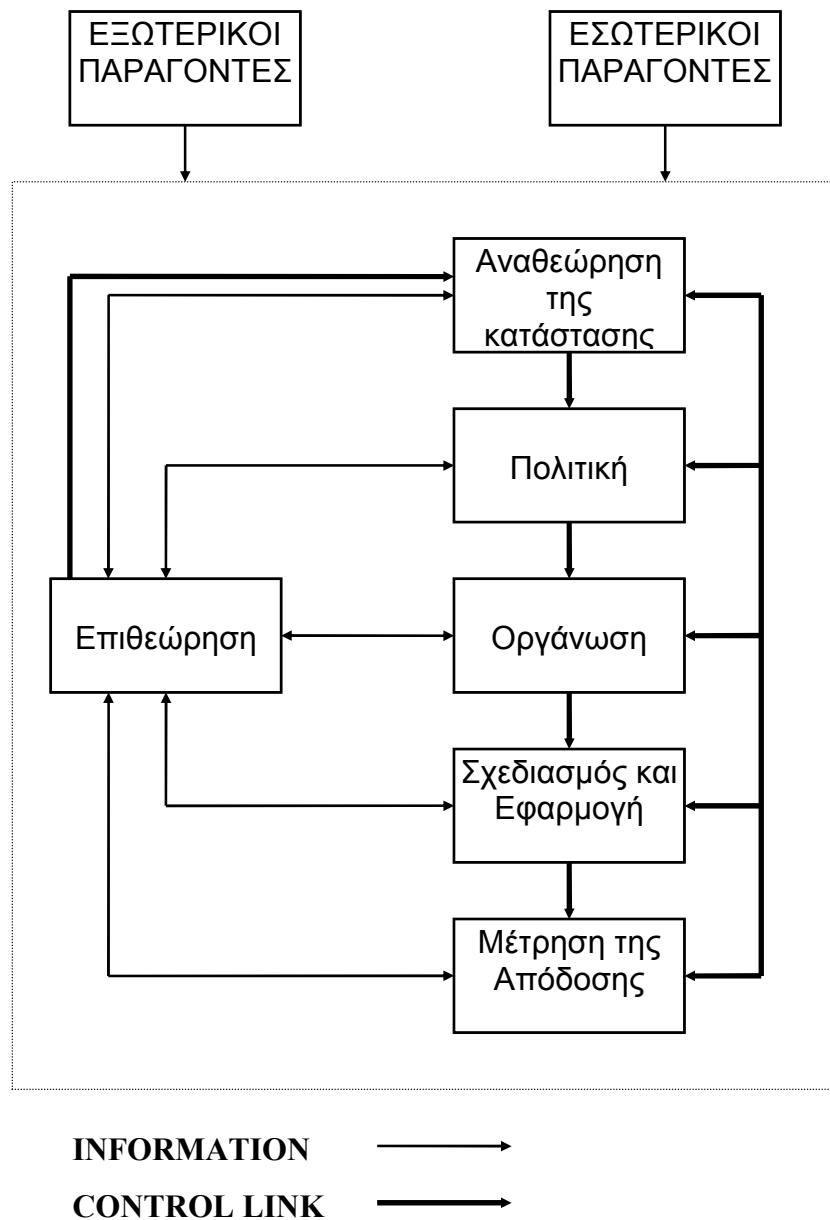 ΕΞΩΤΕΡΙΚΟΙ
ΠΑΡΑΓΟΝΤΕΣ
ΕΣΩΤΕΡΙΚΟΙ
ΠΑΡΑΓΟΝΤΕΣ
Αναθεώρηση
της
κατάστασης
Πολιτική
Επιθεώρηση
Οργάνωση
Σχεδιασμός και
Εφαρμογή
Μέτρηση της
Απόδοσης
INFORMATION
CONTROL LINK